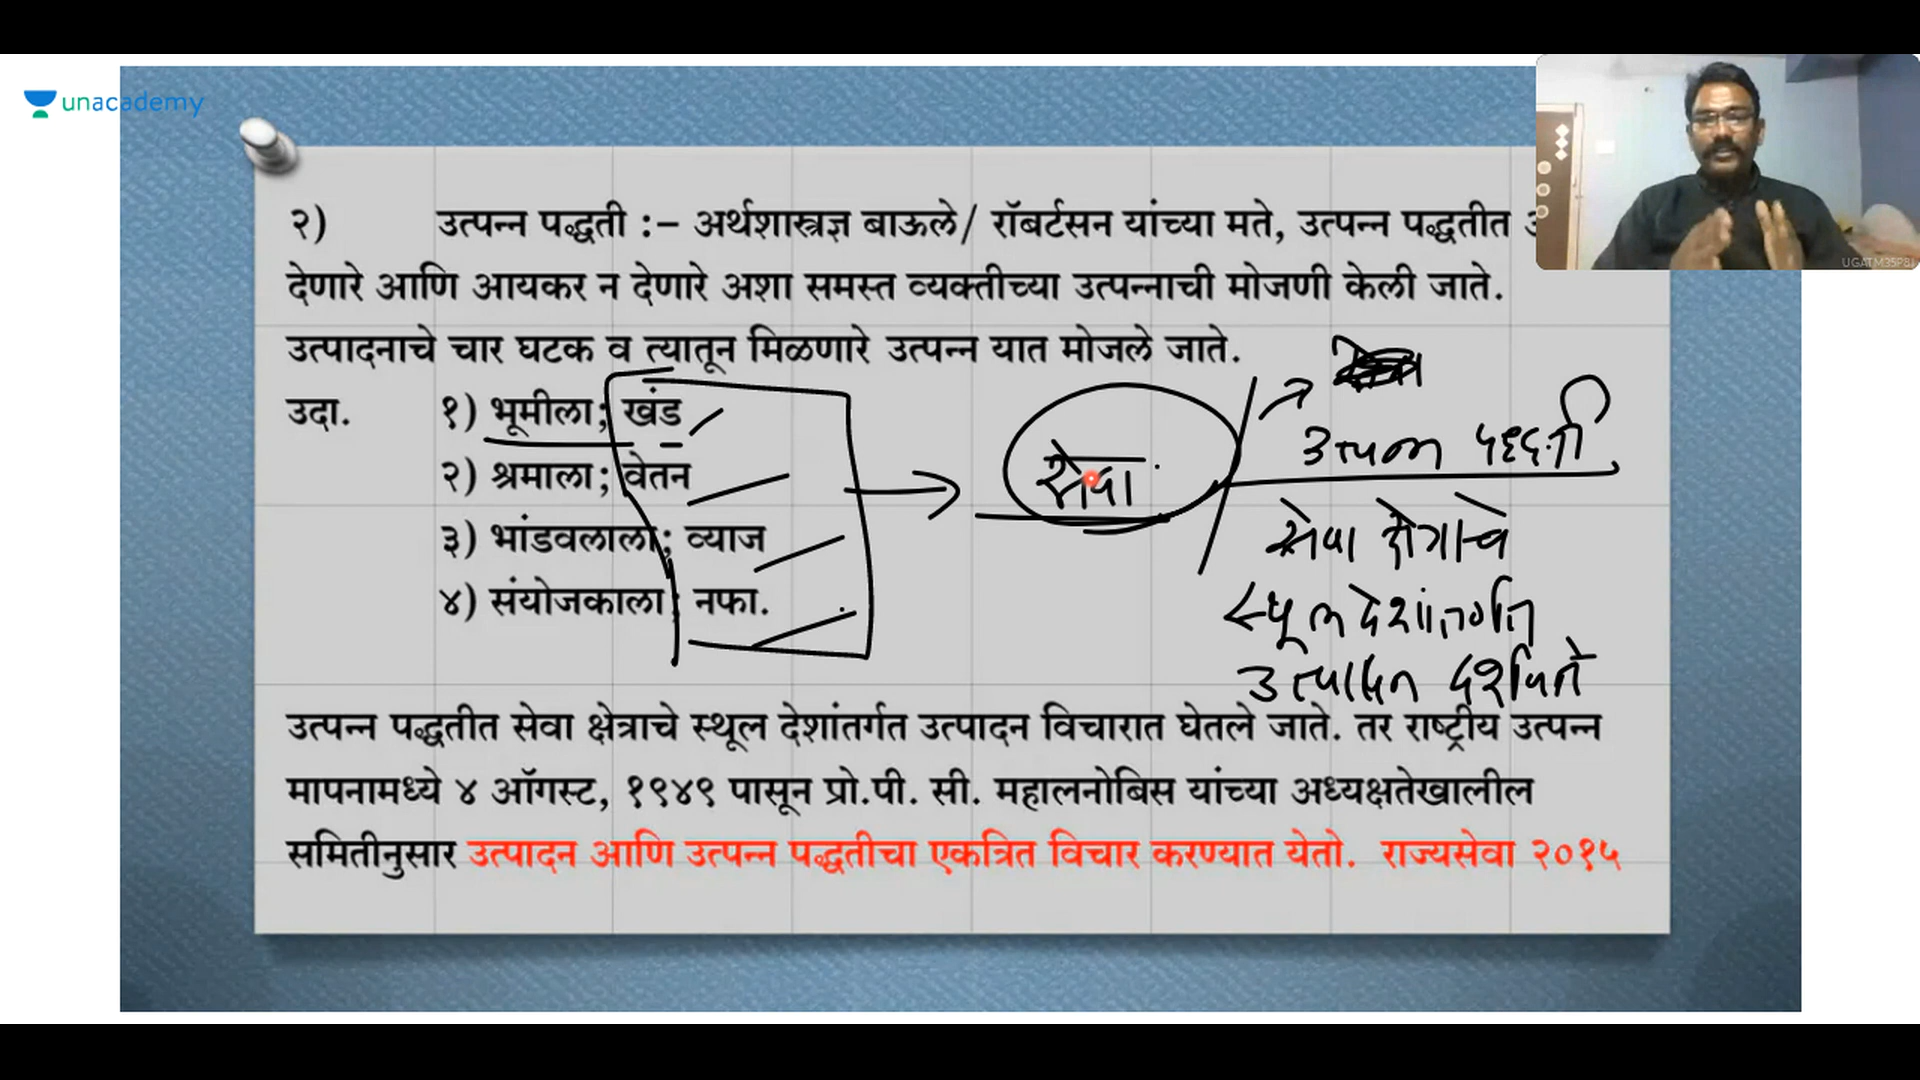 unacademy
२) उत्पन्न पद्धती :– अर्थशास्त्रज्ञ बाऊले/ रॉबर्टसन यांच्या मते, उत्पन्न पद्धतीत
देणारे आणि आयकर न देणारे अशा समस्त व्यक्तीच्या उत्पन्नाची मोजणी केली जाते.
उत्पादनाचे चार घटक व त्यातून मिळणारे उत्पन्न यात मोजले जाते.
उदा. १) भूमीला; खंड
२) श्रमाला; वेतन
३) भांडवलाला; व्याज
४) संयोजकाला; नफा.
सेवा
उत्पन्न पद्धती
सेवा क्षेत्राचे
स्थूल देशांतर्गत
उत्पादन दर्शविते
उत्पन्न पद्धतीत सेवा क्षेत्राचे स्थूल देशांतर्गत उत्पादन विचारात घेतले जाते. तर राष्ट्रीय उत्पन्न
मापनामध्ये ४ ऑगस्ट, १९४९ पासून प्रो.पी. सी. महालनोबिस यांच्या अध्यक्षतेखालील
समितीनुसार उत्पादन आणि उत्पन्न पद्धतीचा एकत्रित विचार करण्यात येतो. राज्यसेवा २०१५